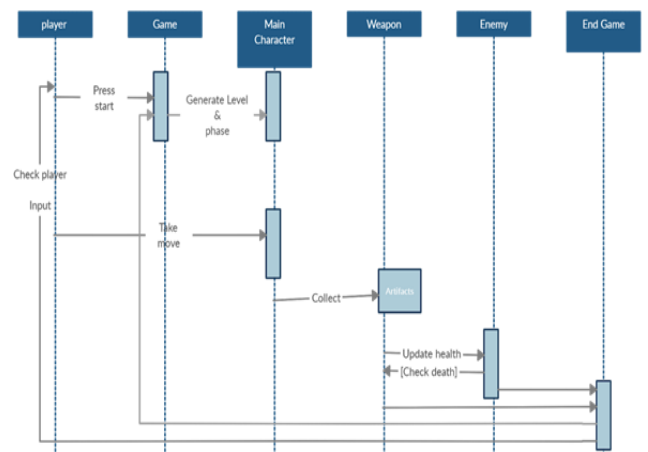 player
Game
Main
Character
Weapon
Enemy
End Game
Press
start
Generate Level
&
phase
Check player
Input
Take
move
Artifacts
Collect
Update health
[Check death]